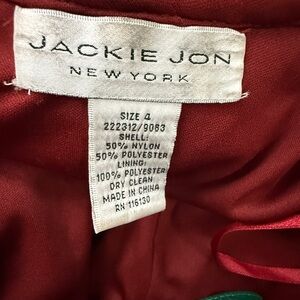 JACKIE JON
NEW YORK
SIZE 4
222312/9083
SHELL:
50% NYLON
50% POLYESTER
LINING:
100% POLYESTER
DRY CLEAN
MADE IN CHINA
RN 116130